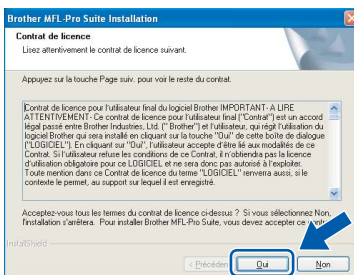 Brother MFL-Pro Suite Installation
Contrat de licence
Lisez attentivement le contrat de licence suivant.
Appuyez sur la touche Page suiv. pour voir le reste du contrat.
Contrat de licence pour l'utilisateur final du logiciel Brother IMPORTANT- A LIRE
ATTENTIVEMENT- Ce contrat de licence pour l'utilisateur final ("Contrat") est un accord
légal passé entre Brother Industries, Ltd. (" Brother") et l'utilisateur, qui régit l'utilisation du
logiciel Brother qui sera installé en cliquant sur la touche "Oui" de cette boîte de dialogue
("LOGICIEL"). En cliquant sur "Oui", l'utilisateur accepte d'être lié aux modalités de ce
Contrat. Si l'utilisateur refuse les conditions de ce Contrat, il n'obtiendra pas la licence
d'utilisation obligatoire pour ce LOGICIEL et ne sera donc pas autorisé à l'exploiter.
Toute mention dans ce Contrat de licence du terme "LOGICIEL" renverra aussi, si le
contexte le permet, au support sur lequel il est enregistré.
Acceptez-vous tous les termes du contrat de licence ci-dessus ? Si vous sélectionnez Non,
l'installation s'arrêtera. Pour installer Brother MFL-Pro Suite, vous devez accepter ce
InstallShield
< Précéden Oui Non